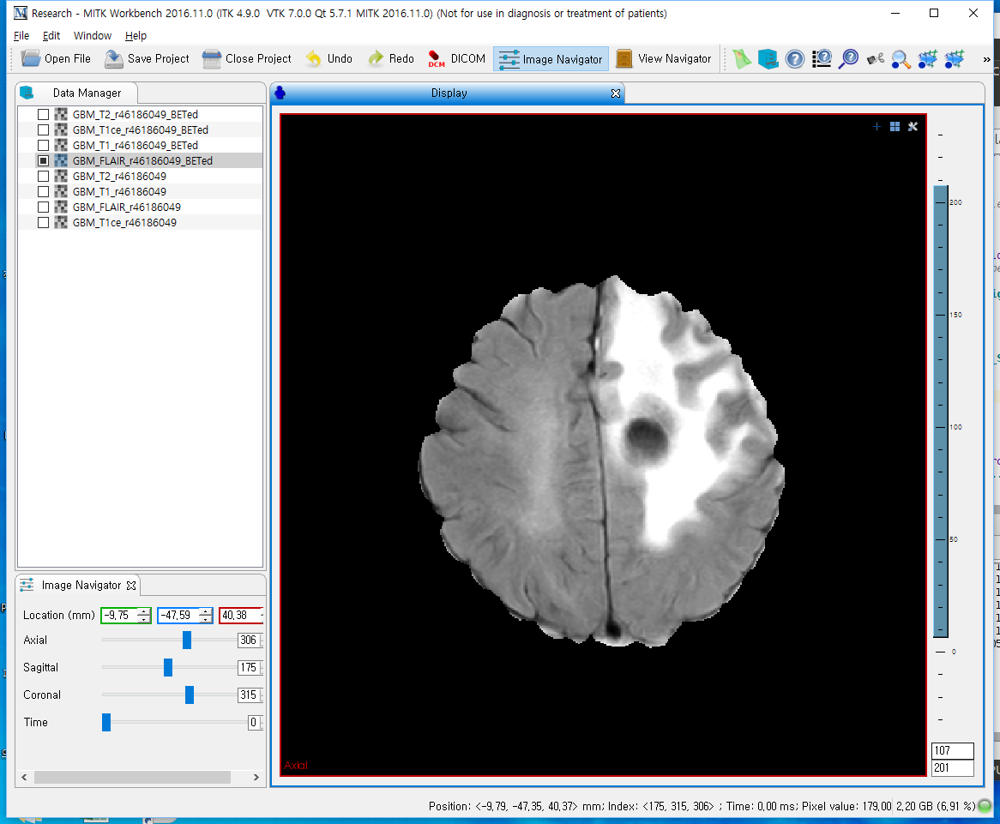 Research - MITK Workbench 2016.11.0 (ITK 4.9.0 VTK 7.0.0 Qt 5.7.1 MITK 2016.11.0) (Not for use in diagnosis or treatment of patients)
File Edit Window Help
Open File Save Project Close Project Undo Redo DCM DICOM Image Navigator View Navigator »
Data Manager
Display
GBM_T2_r46186049_BETed
GBM_T1ce_r46186049_BETed
GBM_T1_r46186049_BETed
GBM_FLAIR_r46186049_BETed
GBM_T2_r46186049
GBM_T1_r46186049
GBM_FLAIR_r46186049
GBM_T1ce_r46186049
200
150
100
50
0
107
201
Axial
Image Navigator
Location (mm) -9,75 -47,59 40,38
Axial 306
Sagittal 175
Coronal 315
Time 0
Position: <-9,79, -47,35, 40,37> mm; Index: <175, 315, 306> ; Time: 0,00 ms; Pixel value: 179,00 2,20 GB (6,91 %)